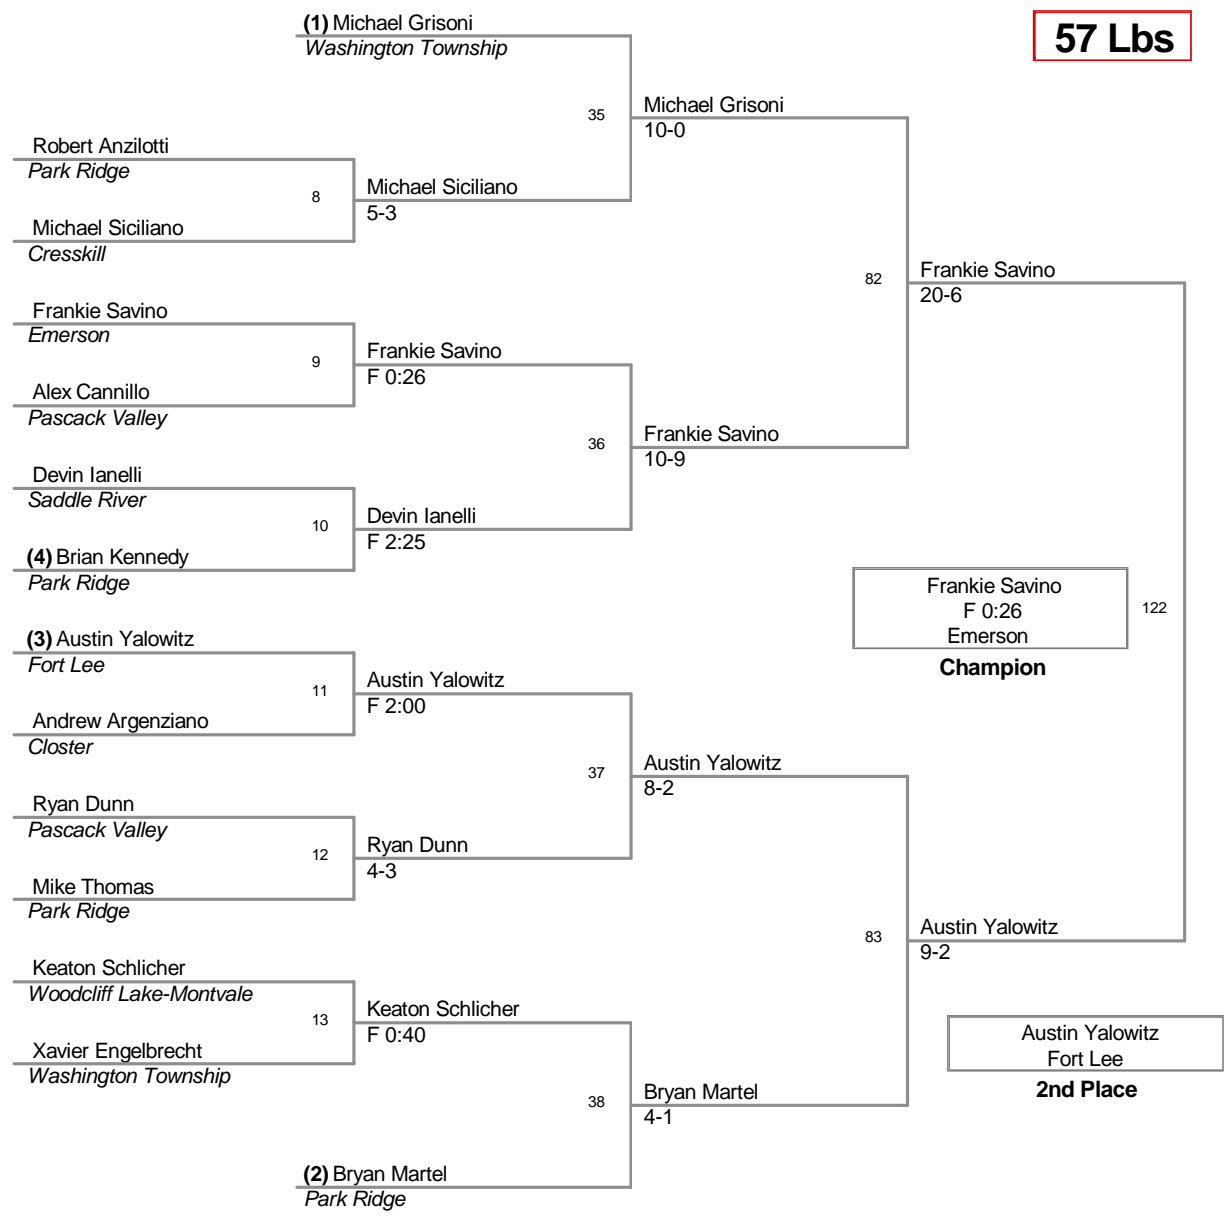 (1) Michael Grisoni
Washington Township
57 Lbs
35
Michael Grisoni
10-0
Robert Anzilotti
Park Ridge
8
Michael Siciliano
5-3
Michael Siciliano
Cresskill
82
Frankie Savino
20-6
Frankie Savino
Emerson
9
Frankie Savino
F 0:26
Alex Cannillo
Pascack Valley
36
Frankie Savino
10-9
Devin Ianelli
Saddle River
10
Devin Ianelli
F 2:25
(4) Brian Kennedy
Park Ridge
Frankie Savino
F 0:26
Emerson
Champion
122
(3) Austin Yalowitz
Fort Lee
11
Austin Yalowitz
F 2:00
Andrew Argenziano
Closter
37
Austin Yalowitz
8-2
Ryan Dunn
Pascack Valley
12
Ryan Dunn
4-3
Mike Thomas
Park Ridge
83
Austin Yalowitz
9-2
Keaton Schlicher
Woodcliff Lake-Montvale
13
Keaton Schlicher
F 0:40
Xavier Engelbrecht
Washington Township
Austin Yalowitz
Fort Lee
2nd Place
38
Bryan Martel
4-1
(2) Bryan Martel
Park Ridge